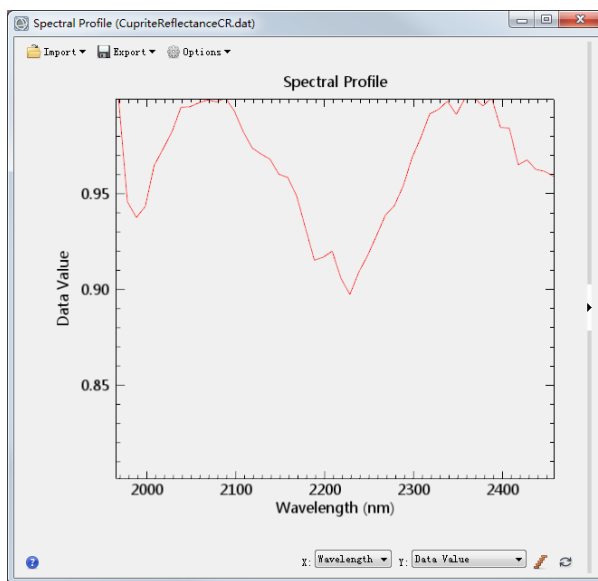 Spectral Profile (CupriteReflectanceCR.dat)
Import Export Options
Spectral Profile
0.95
0.90
0.85
Data Value
2000 2100 2200 2300 2400
Wavelength (nm)
X: Wavelength Y: Data Value